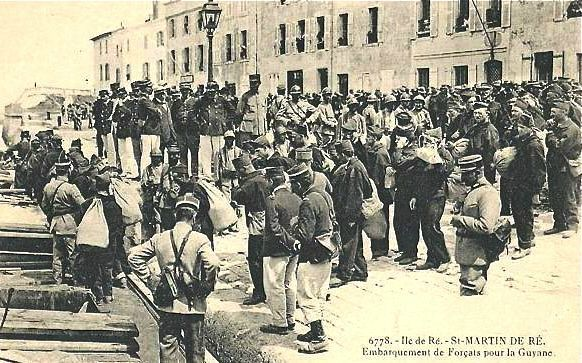 6778. - Ile de Ré. - St-MARTIN DE RÉ.
Embarquement de Forçats pour la Guyane.